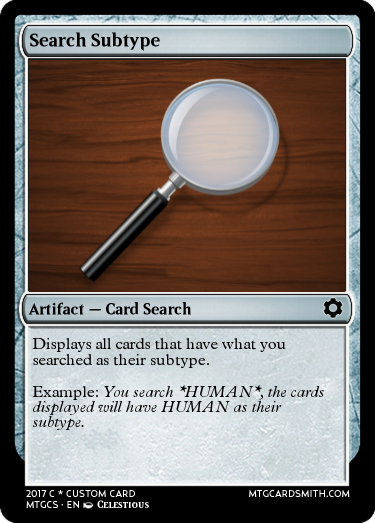 Search Subtype
Artifact — Card Search
Displays all cards that have what you
searched as their subtype.
Example: You search *HUMAN*, the cards
displayed will have HUMAN as their
subtype.
2017 C * CUSTOM CARD
MTGCARDSMITH.COM
MTGCS · EN Celestious